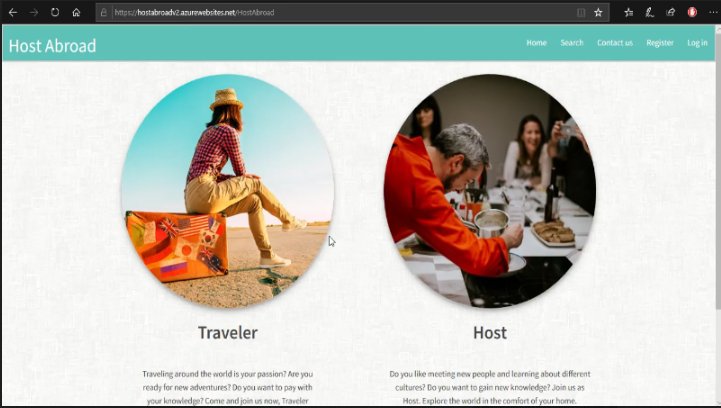 https://hostabroadv2.azurewebsites.net/HostAbroad
Host Abroad
Home Search Contact us Register Log in
Traveler
Traveling around the world is your passion? Are you
ready for new adventures? Do you want to pay with
your knowledge? Come and join us now, Traveler
Host
Do you like meeting new people and learning about different
cultures? Do you want to gain new knowledge? Join us as
Host. Explore the world in the comfort of your home.